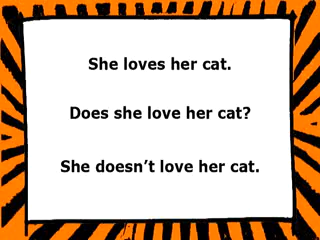 She loves her cat.
Does she love her cat?
She doesn’t love her cat.